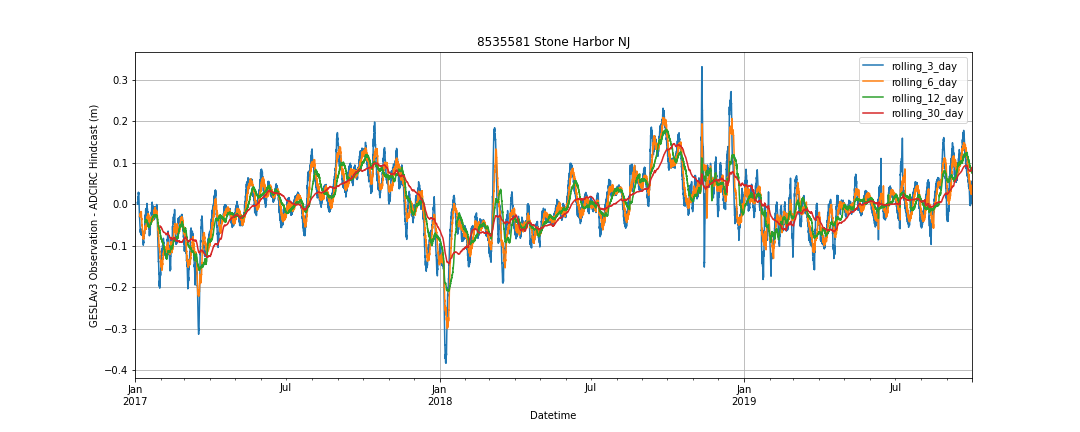 8535581 Stone Harbor NJ
GESLAv3 Observation - ADCIRC Hindcast (m)
0.3
0.2
0.1
0.0
−0.1
−0.2
−0.3
−0.4
rolling_3_day
rolling_6_day
rolling_12_day
rolling_30_day
Jan Jul Jan Jul Jan Jul
2017 2018 2019
Datetime